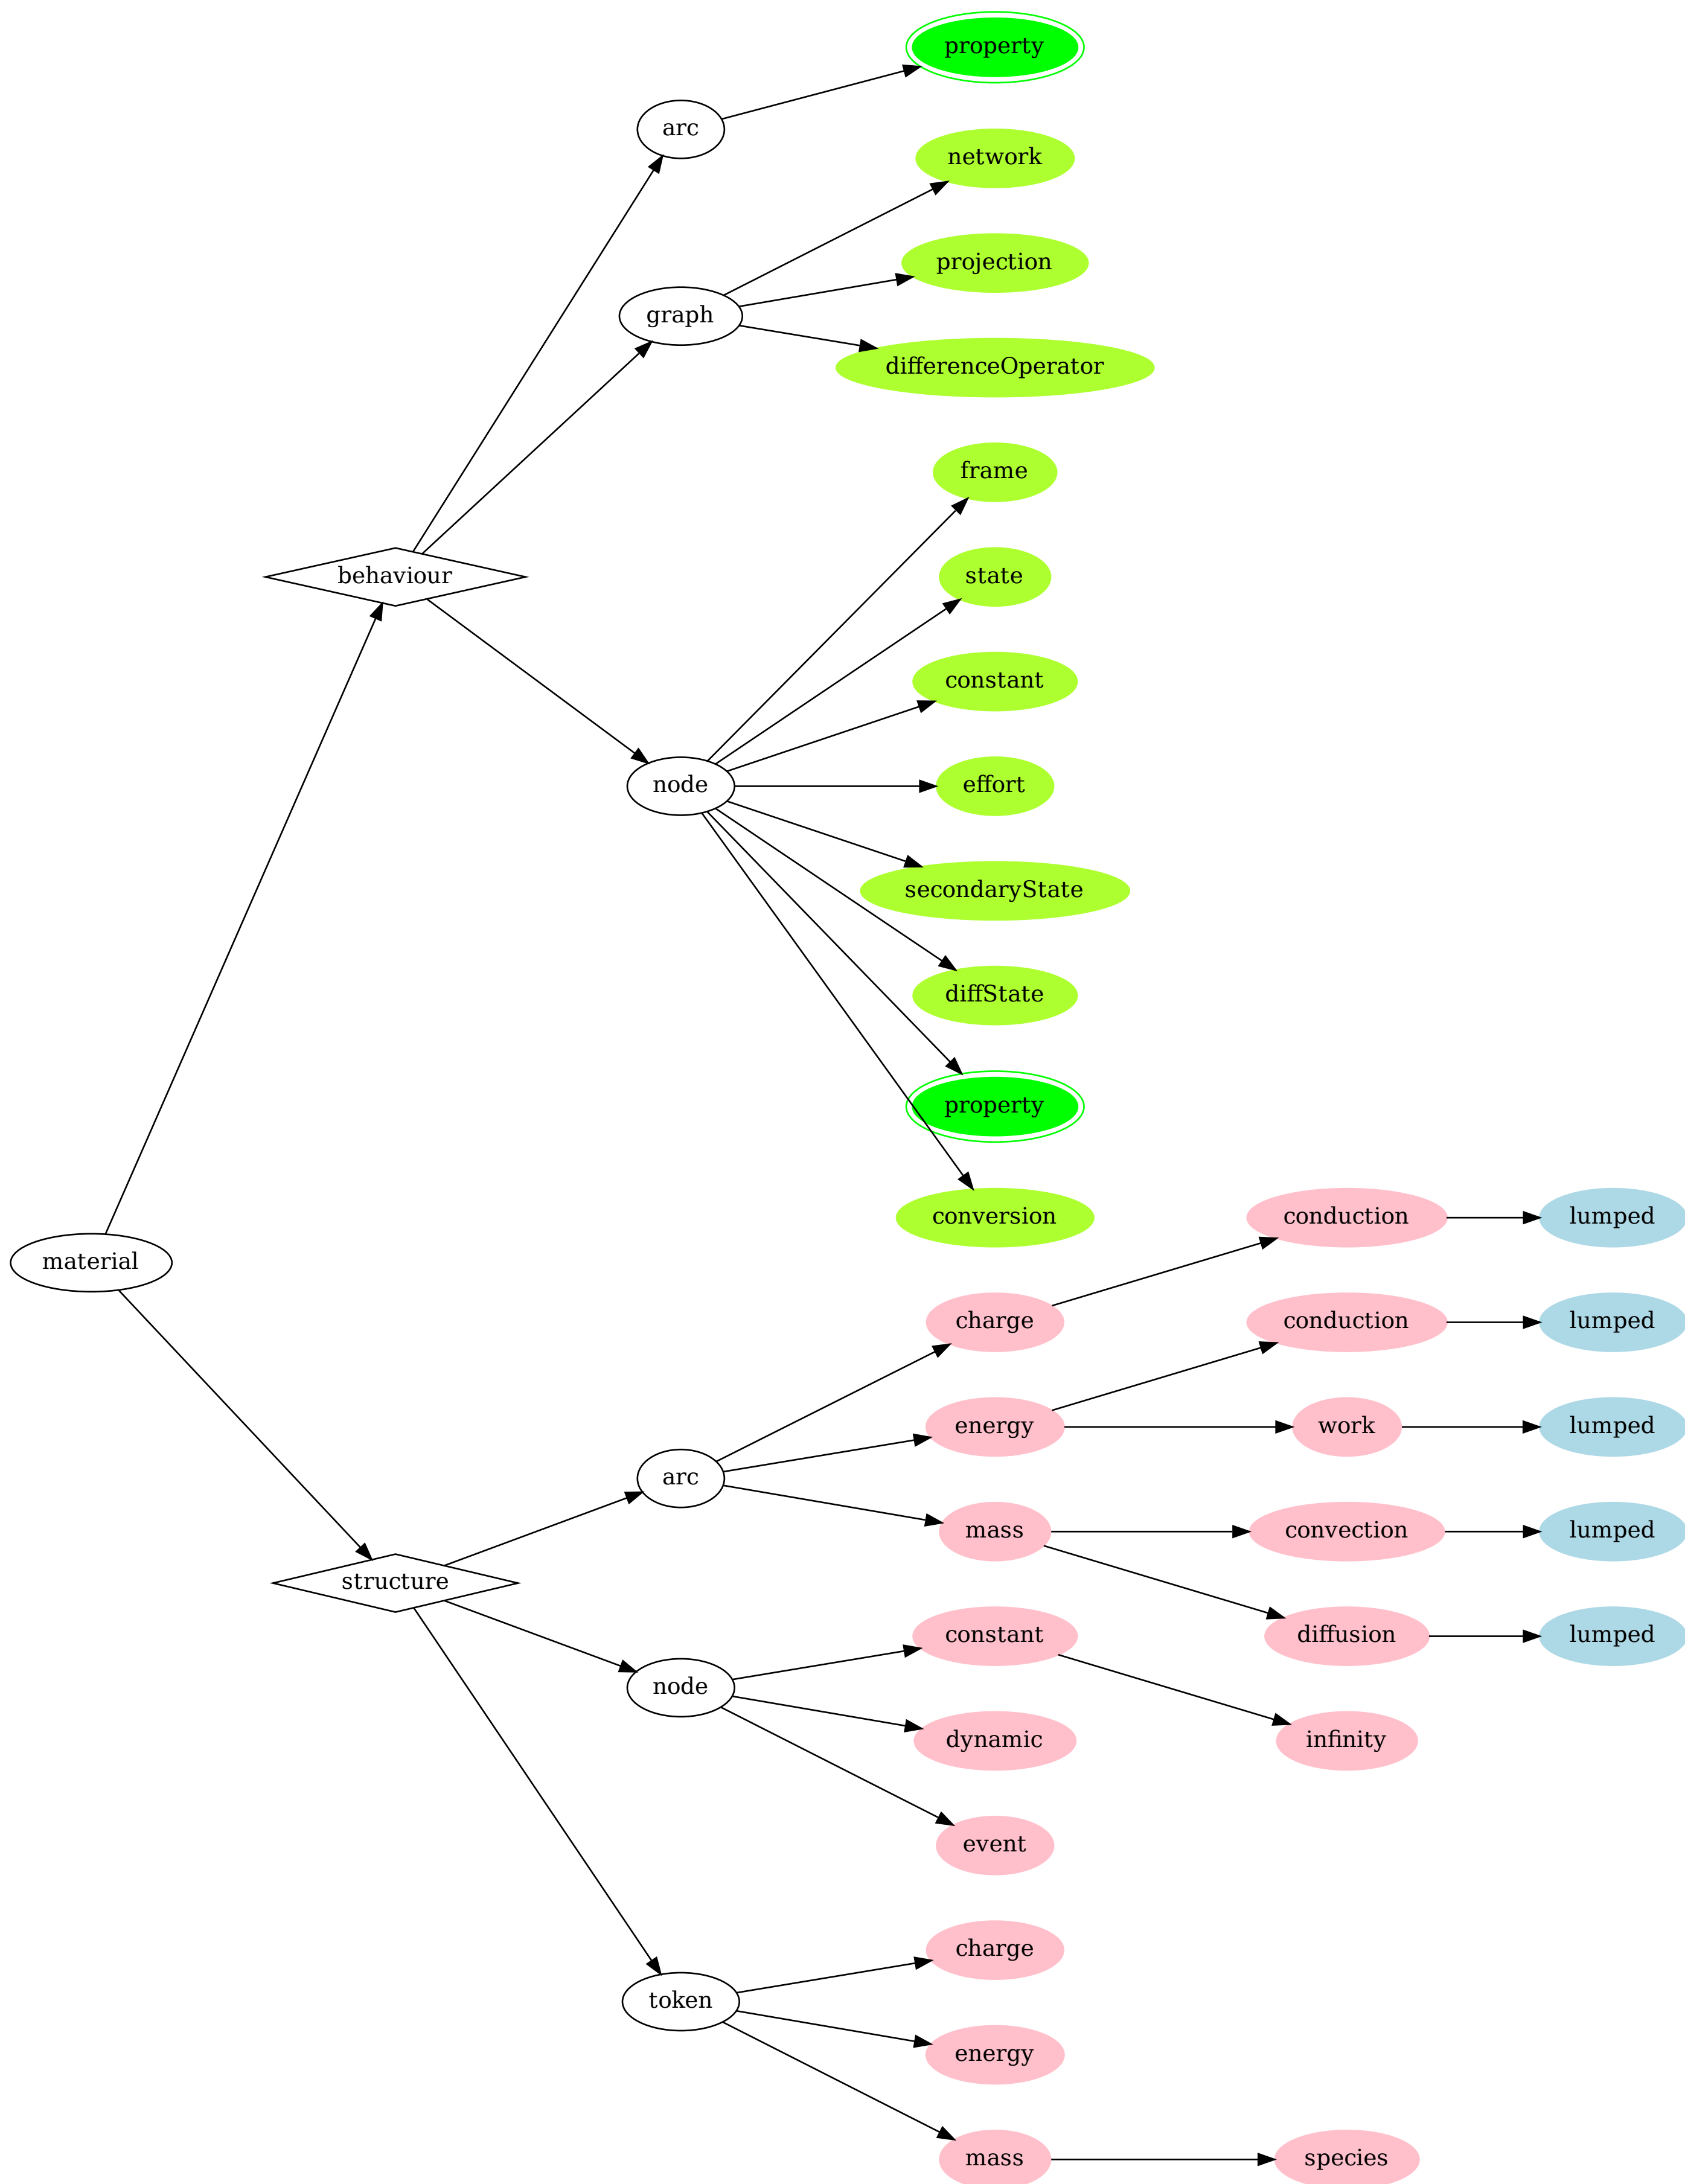 property
arc
network
projection
graph
differenceOperator
frame
behaviour
state
constant
node
effort
secondaryState
diffState
property
conversion
conduction
lumped
material
charge
conduction
lumped
energy
work
lumped
arc
mass
convection
lumped
structure
constant
diffusion
lumped
node
dynamic
infinity
event
charge
token
energy
mass
species